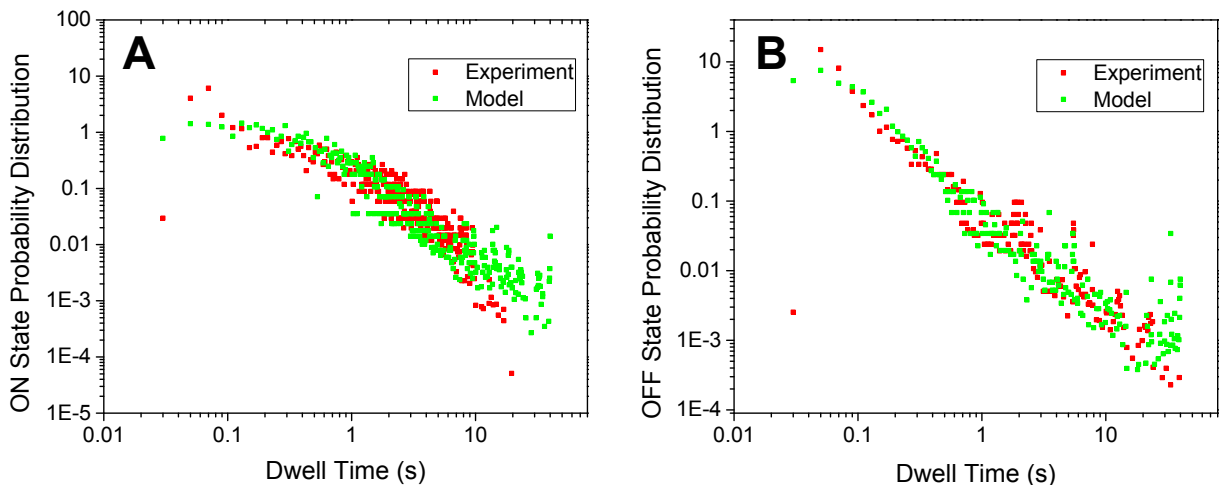 A
Experiment
Model
ON State Probability Distribution
100
10
1
0.1
0.01
1E-3
1E-4
1E-5
0.01
0.1
1
10
Dwell Time (s)
B
Experiment
Model
OFF State Probability Distribution
10
1
0.1
0.01
1E-3
1E-4
0.01
0.1
1
10
Dwell Time (s)